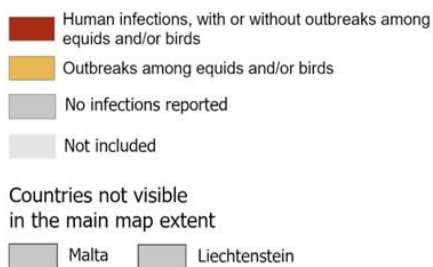 Human infections, with or without outbreaks among
equids and/or birds
Outbreaks among equids and/or birds
No infections reported
Not included
Countries not visible
in the main map extent
Malta Liechtenstein